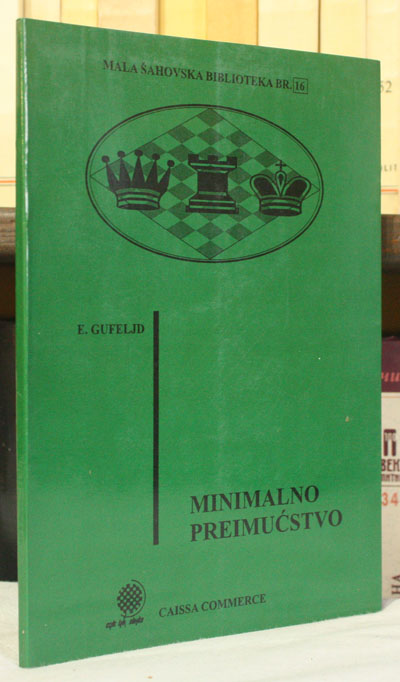 MALA ŠAHOVSKA BIBLIOTEKA BR. 16
E. GUFELJD
MINIMALNO
PREIMUĆSTVO
CAISSA COMMERCE